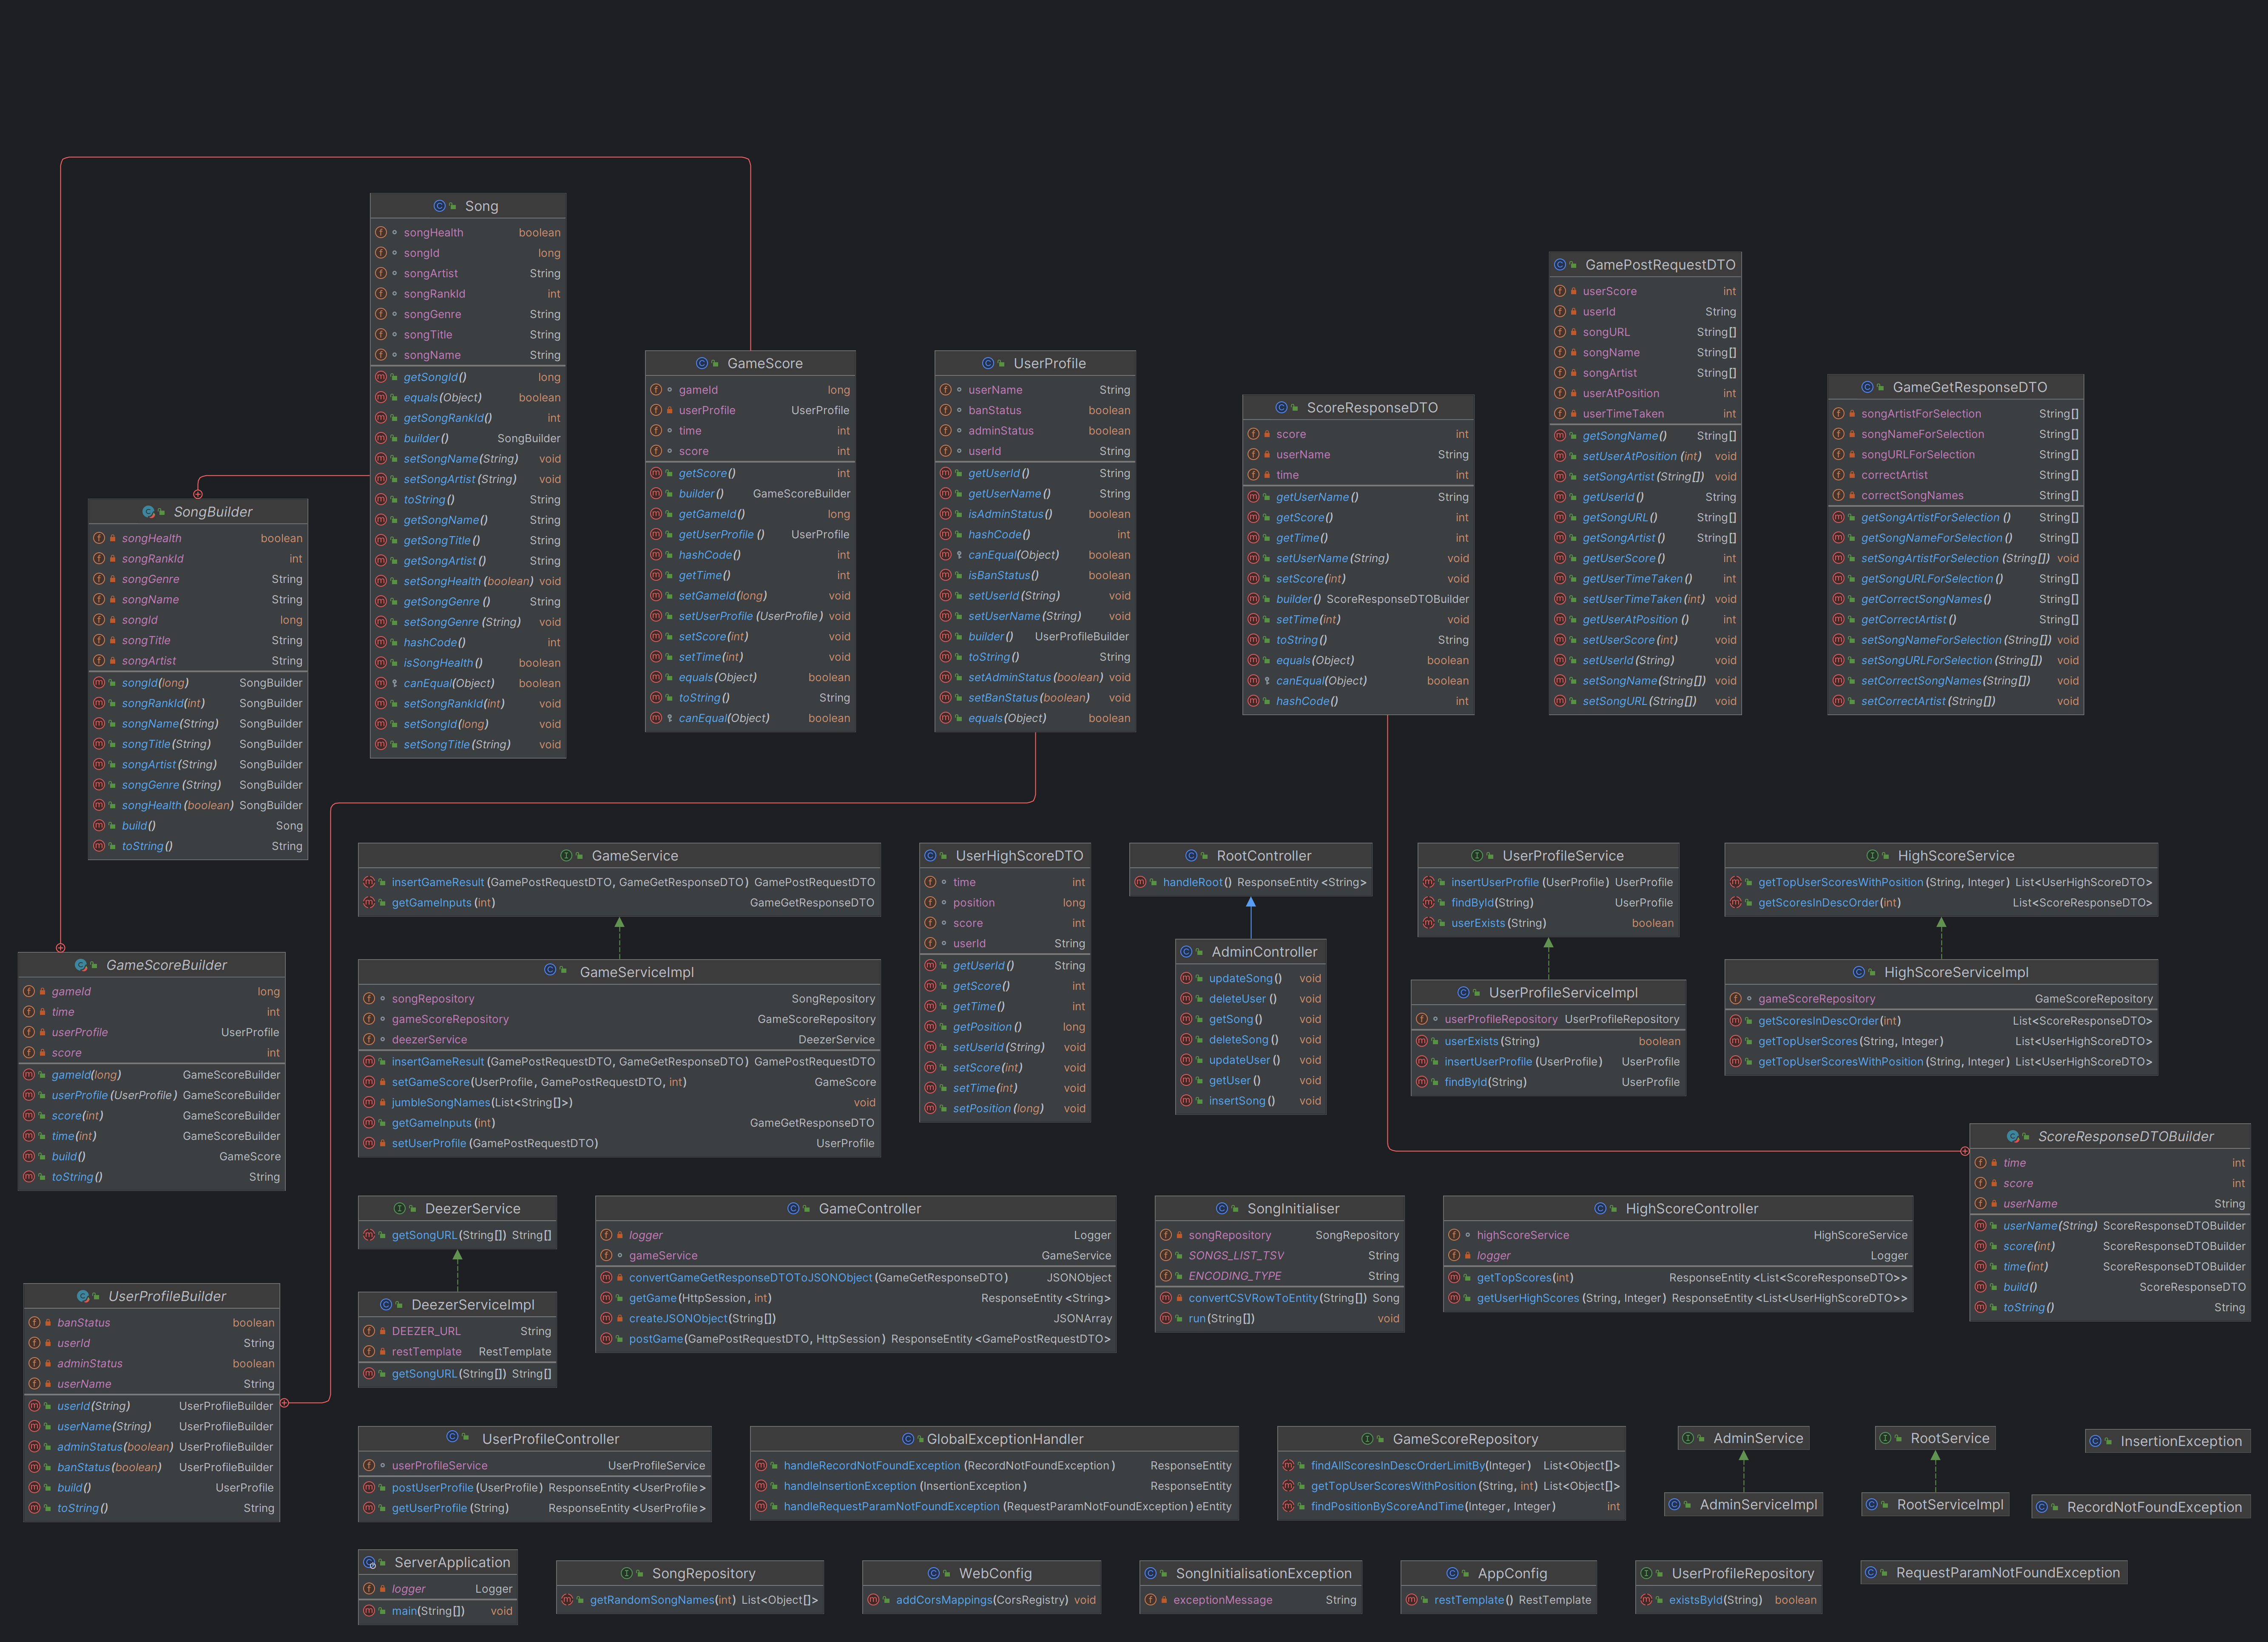 Song
songHealth boolean
songId long
songArtist String
songRankId int
songGenre String
songTitle String
songName String
getSongId() long
equals(Object) boolean
getSongRankId() int
builder() SongBuilder
setSongName(String) void
setSongArtist(String) void
toString() String
getSongName() String
getSongTitle() String
getSongArtist() String
setSongHealth(boolean) void
getSongGenre() String
setSongGenre(String) void
hashCode() int
isSongHealth() boolean
canEqual(Object) boolean
setSongRankId(int) void
setSongId(long) void
setSongTitle(String) void
GameScore
gameId long
userProfile UserProfile
time int
score int
getScore() int
builder() GameScoreBuilder
getGameId() long
getUserProfile() UserProfile
hashCode() int
getTime() int
setGameId(long) void
setUserProfile(UserProfile) void
setScore(int) void
setTime(int) void
equals(Object) boolean
toString() String
canEqual(Object) boolean
UserProfile
userName String
banStatus boolean
adminStatus boolean
userId String
getUserId() String
getUserName() String
isAdminStatus() boolean
hashCode() int
canEqual(Object) boolean
isBanStatus() boolean
setUserId(String) void
setUserName(String) void
builder() UserProfileBuilder
toString() String
setAdminStatus(boolean) void
setBanStatus(boolean) void
equals(Object) boolean
ScoreResponseDTO
score int
userName String
time int
getUserName() String
getScore() int
getTime() int
setUserName(String) void
setScore(int) void
builder() ScoreResponseDTOBuilder
setTime(int) void
toString() String
equals(Object) boolean
canEqual(Object) boolean
hashCode() int
GamePostRequestDTO
userScore int
userId String
songURL String[]
songName String[]
songArtist String[]
userAtPosition int
userTimeTaken int
getSongName() String[]
setUserAtPosition(int) void
setSongArtist(String[]) void
getUserId() String
getSongURL() String[]
getSongArtist() String[]
getUserScore() int
getUserTimeTaken() int
setUserTimeTaken(int) void
getUserAtPosition() int
setUserScore(int) void
setUserId(String) void
setSongName(String[]) void
setSongURL(String[]) void
GameGetResponseDTO
songArtistForSelection String[]
songNameForSelection String[]
songURLForSelection String[]
correctArtist String[]
correctSongNames String[]
getSongArtistForSelection() String[]
getSongNameForSelection() String[]
setSongArtistForSelection(String[]) void
getSongURLForSelection() String[]
getCorrectSongNames() String[]
getCorrectArtist() String[]
setSongNameForSelection(String[]) void
setSongURLForSelection(String[]) void
setCorrectSongNames(String[]) void
setCorrectArtist(String[]) void
SongBuilder
songHealth boolean
songRankId int
songGenre String
songName String
songId long
songTitle String
songArtist String
songId(long) SongBuilder
songRankId(int) SongBuilder
songName(String) SongBuilder
songTitle(String) SongBuilder
songArtist(String) SongBuilder
songGenre(String) SongBuilder
songHealth(boolean) SongBuilder
build() Song
toString() String
GameService
insertGameResult(GamePostRequestDTO, GameGetResponseDTO) GamePostRequestDTO
getGameInputs(int) GameGetResponseDTO
UserHighScoreDTO
time int
position long
score int
userId String
getUserId() String
getScore() int
getTime() int
getPosition() long
setUserId(String) void
setScore(int) void
setTime(int) void
setPosition(long) void
RootController
handleRoot() ResponseEntity<String>
UserProfileService
insertUserProfile(UserProfile) UserProfile
findById(String) UserProfile
userExists(String) boolean
HighScoreService
getTopUserScoresWithPosition(String, Integer) List<UserHighScoreDTO>
getScoresInDescOrder(int) List<ScoreResponseDTO>
GameScoreBuilder
gameId long
time int
userProfile UserProfile
score int
gameId(long) GameScoreBuilder
userProfile(UserProfile) GameScoreBuilder
score(int) GameScoreBuilder
time(int) GameScoreBuilder
build() GameScore
toString() String
GameServiceImpl
songRepository SongRepository
gameScoreRepository GameScoreRepository
deezerService DeezerService
insertGameResult(GamePostRequestDTO, GameGetResponseDTO) GamePostRequestDTO
setGameScore(UserProfile, GamePostRequestDTO, int) GameScore
jumbleSongNames(List<String[]>) void
getGameInputs(int) GameGetResponseDTO
setUserProfile(GamePostRequestDTO) UserProfile
AdminController
updateSong() void
deleteUser() void
getSong() void
deleteSong() void
updateUser() void
getUser() void
insertSong() void
UserProfileServiceImpl
userProfileRepository UserProfileRepository
userExists(String) boolean
insertUserProfile(UserProfile) UserProfile
findById(String) UserProfile
HighScoreServiceImpl
gameScoreRepository GameScoreRepository
getScoresInDescOrder(int) List<ScoreResponseDTO>
getTopUserScores(String, Integer) List<UserHighScoreDTO>
getTopUserScoresWithPosition(String, Integer) List<UserHighScoreDTO>
ScoreResponseDTOBuilder
time int
score int
userName String
userName(String) ScoreResponseDTOBuilder
score(int) ScoreResponseDTOBuilder
time(int) ScoreResponseDTOBuilder
build() ScoreResponseDTO
toString() String
DeezerService
getSongURL(String[]) String[]
GameController
logger Logger
gameService GameService
convertGameGetResponseDTOToJSONObject(GameGetResponseDTO) JSONObject
getGame(HttpSession, int) ResponseEntity<String>
createJSONObject(String[]) JSONArray
postGame(GamePostRequestDTO, HttpSession) ResponseEntity<GamePostRequestDTO>
SongInitialiser
songRepository SongRepository
SONGS_LIST_TSV String
ENCODING_TYPE String
convertCSVRowToEntity(String[]) Song
run(String[]) void
HighScoreController
highScoreService HighScoreService
logger Logger
getTopScores(int) ResponseEntity<List<ScoreResponseDTO>>
getUserHighScores(String, Integer) ResponseEntity<List<UserHighScoreDTO>>
UserProfileBuilder
banStatus boolean
userId String
adminStatus boolean
userName String
userId(String) UserProfileBuilder
userName(String) UserProfileBuilder
adminStatus(boolean) UserProfileBuilder
banStatus(boolean) UserProfileBuilder
build() UserProfile
toString() String
DeezerServiceImpl
DEEZER_URL String
restTemplate RestTemplate
getSongURL(String[]) String[]
UserProfileController
userProfileService UserProfileService
postUserProfile(UserProfile) ResponseEntity<UserProfile>
getUserProfile(String) ResponseEntity<UserProfile>
GlobalExceptionHandler
handleRecordNotFoundException(RecordNotFoundException) ResponseEntity
handleInsertionException(InsertionException) ResponseEntity
handleRequestParamNotFoundException(RequestParamNotFoundException) eEntity
GameScoreRepository
findAllScoresInDescOrderLimitBy(Integer) List<Object[]>
getTopUserScoresWithPosition(String, int) List<Object[]>
findPositionByScoreAndTime(Integer, Integer) int
AdminService
RootService
InsertionException
AdminServiceImpl
RootServiceImpl
RecordNotFoundException
ServerApplication
logger Logger
main(String[]) void
SongRepository
getRandomSongNames(int) List<Object[]>
WebConfig
addCorsMappings(CorsRegistry) void
SongInitialisationException
exceptionMessage String
AppConfig
restTemplate() RestTemplate
UserProfileRepository
existsById(String) boolean
RequestParamNotFoundException